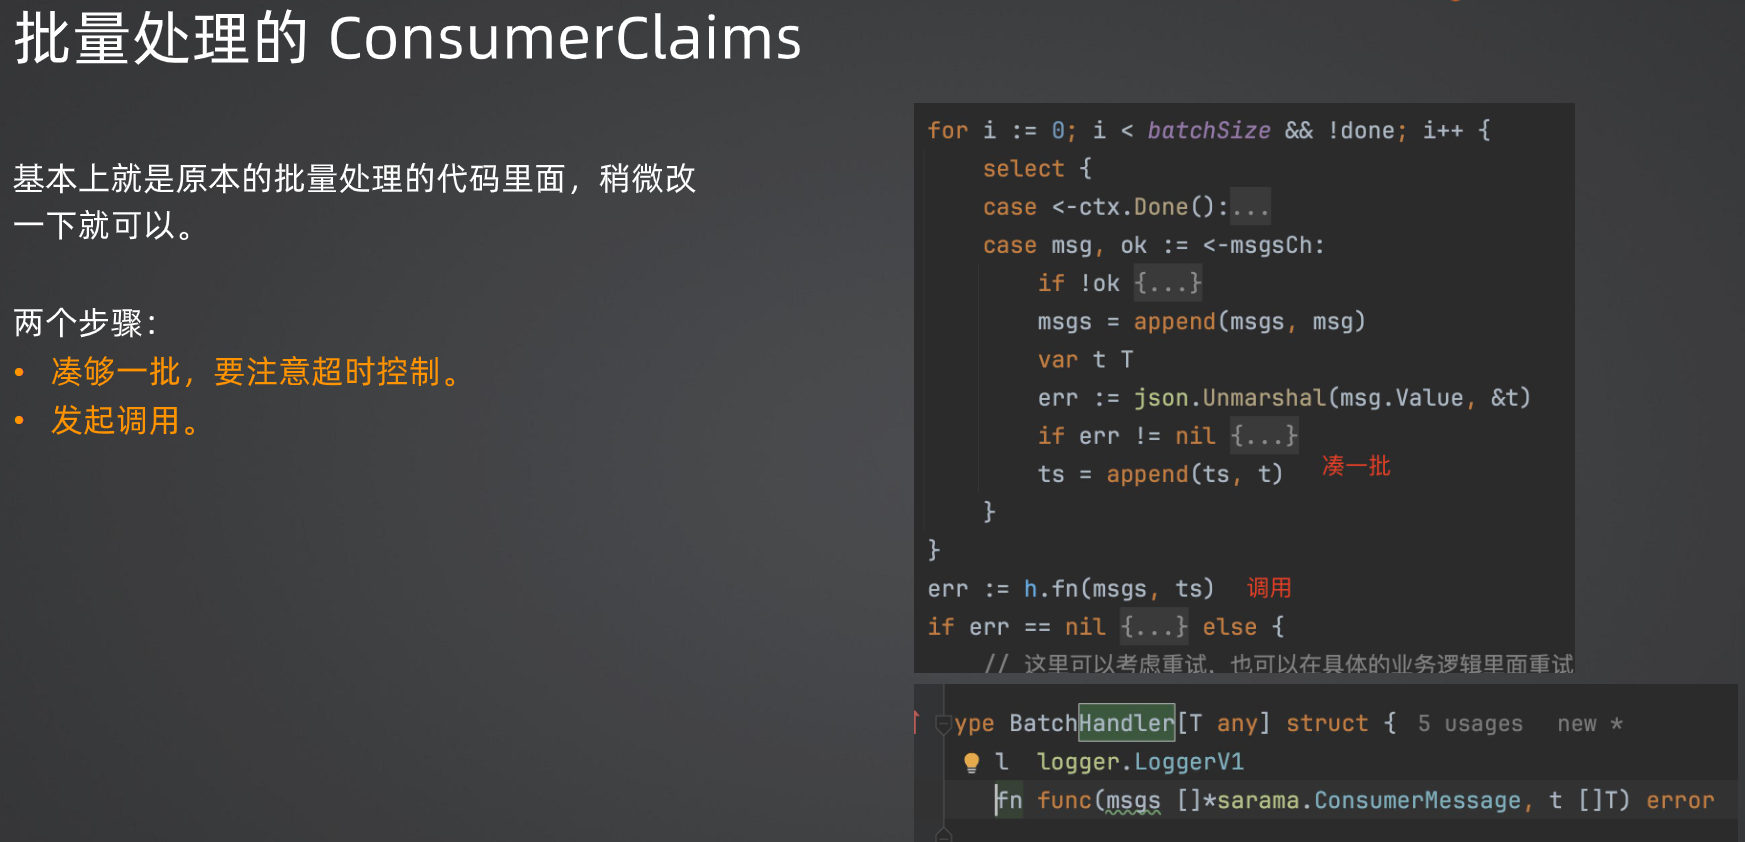 批量处理的 ConsumerClaims
基本上就是原本的批量处理的代码里面，稍微改
一下就可以。
两个步骤：
• 凑够一批，要注意超时控制。
• 发起调用。
for i := 0; i < batchSize && !done; i++ {
select {
case <-ctx.Done():...
case msg, ok := <-msgsCh:
if !ok {...}
msgs = append(msgs, msg)
var t T
err := json.Unmarshal(msg.Value, &t)
if err != nil {...}
ts = append(ts, t) 凑一批
}
}
err := h.fn(msgs, ts) 调用
if err == nil {...} else {
// 这里可以考虑重试，也可以在具体的业务逻辑里面重试
ype BatchHandler[T any] struct { 5 usages new *
l logger.LoggerV1
fn func(msgs []*sarama.ConsumerMessage, t []T) error